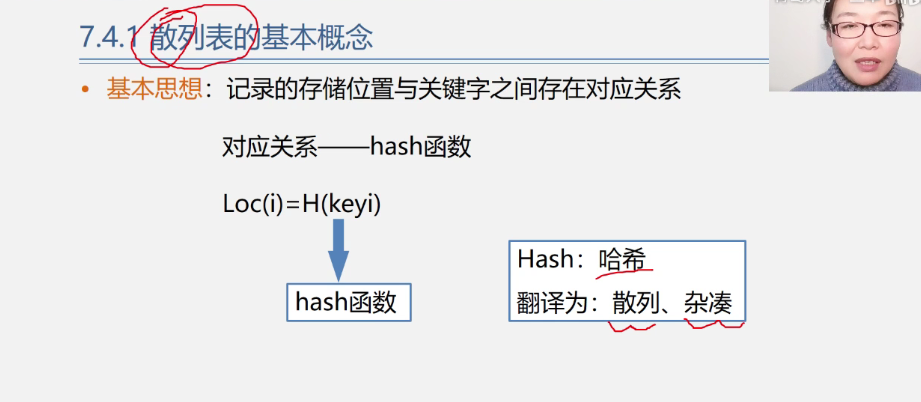 7.4.1 散列表的基本概念
• 基本思想：记录的存储位置与关键字之间存在对应关系
对应关系——hash函数
Loc(i)=H(keyi)
hash函数
Hash：哈希
翻译为：散列、杂凑